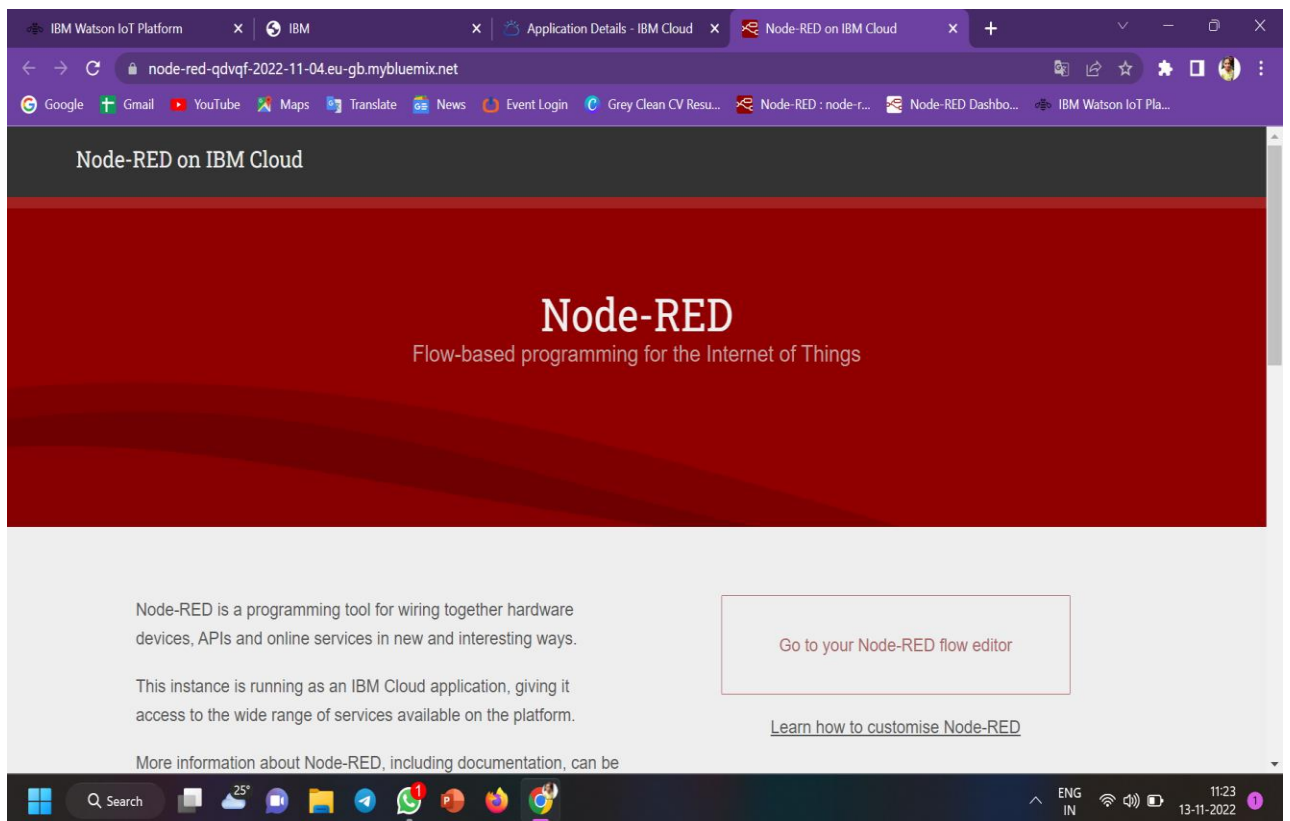 IBM Watson IoT Platform
IBM
Application Details - IBM Cloud
Node-RED on IBM Cloud
node-red-qdvqf-2022-11-04.eu-gb.mybluemix.net
Google
Gmail
YouTube
Maps
Translate
News
Event Login
Grey Clean CV Resu...
Node-RED : node-r...
Node-RED Dashbo...
IBM Watson IoT Pla...
Node-RED on IBM Cloud
Node-RED
Flow-based programming for the Internet of Things
Node-RED is a programming tool for wiring together hardware
devices, APIs and online services in new and interesting ways.
This instance is running as an IBM Cloud application, giving it
access to the wide range of services available on the platform.
More information about Node-RED, including documentation, can be
Go to your Node-RED flow editor
Learn how to customise Node-RED
Search
25°
1
ENG
IN
11:23
13-11-2022
1